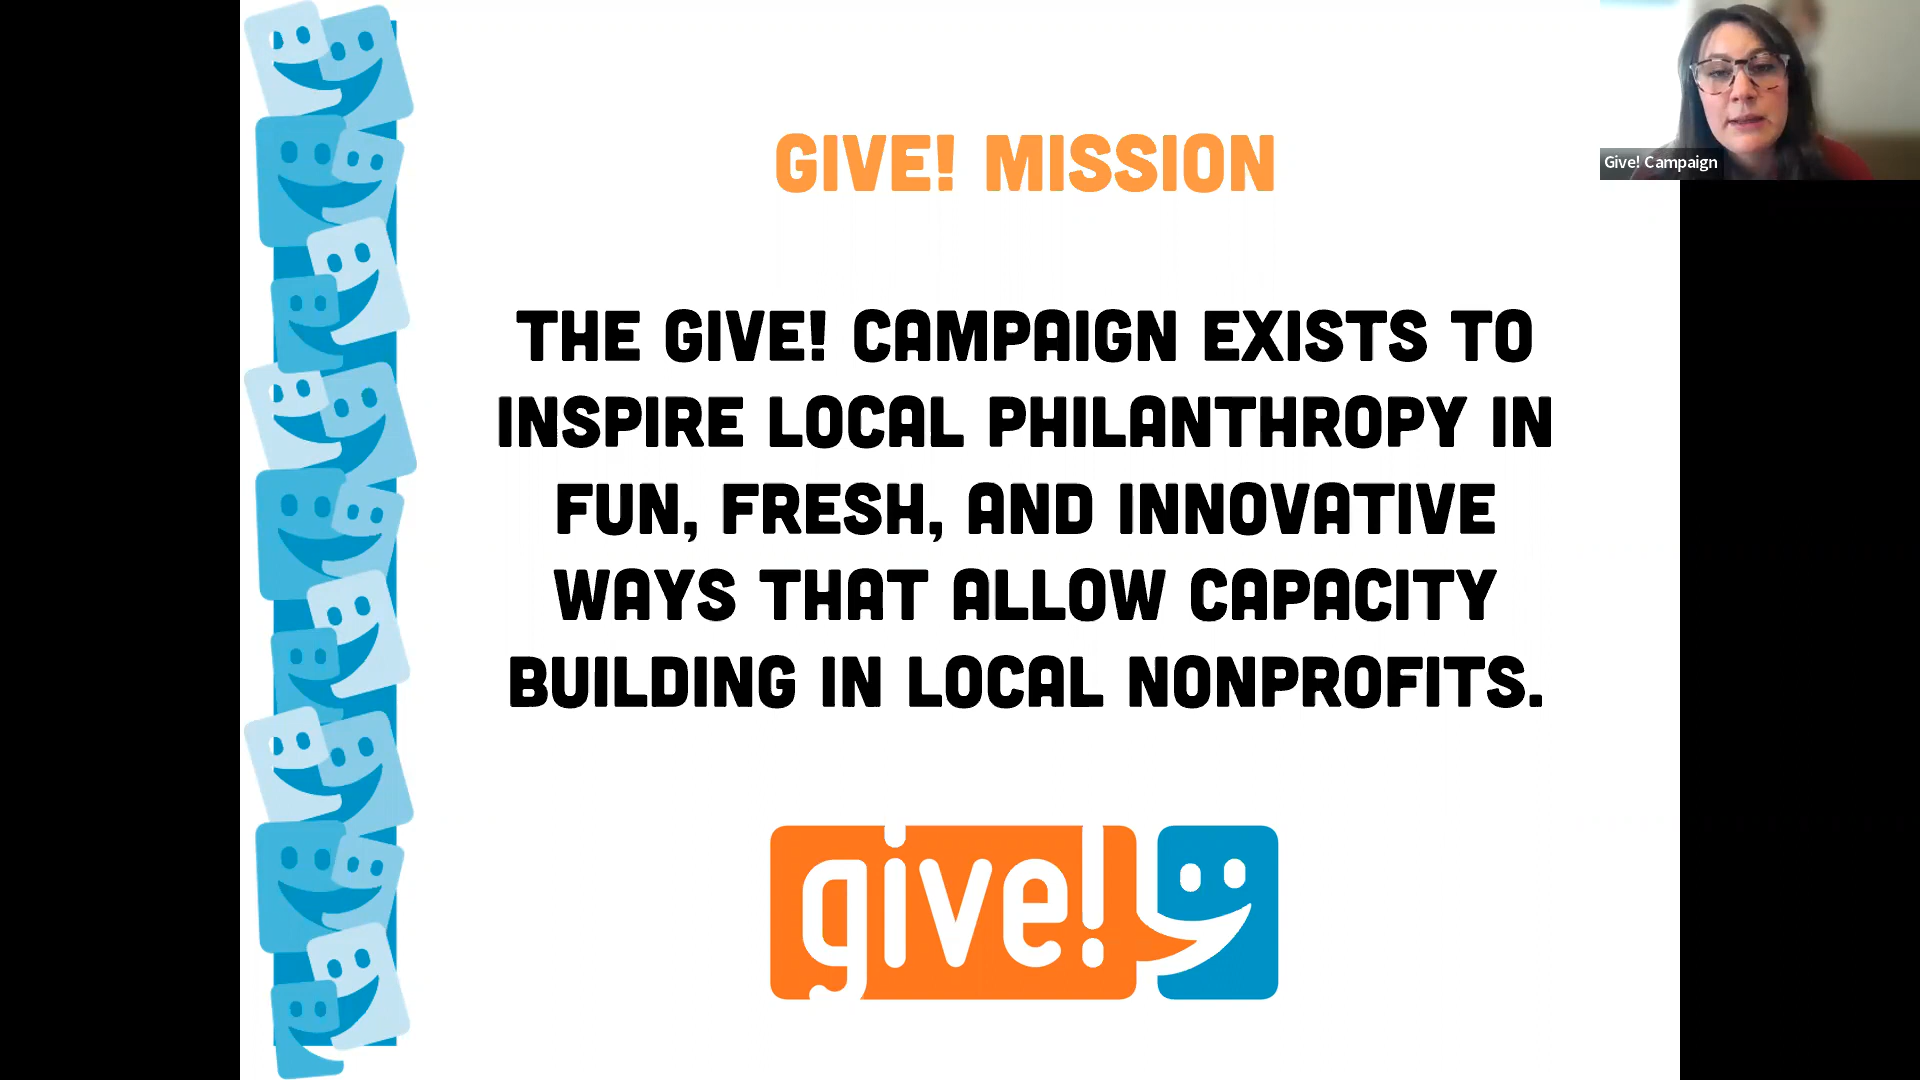 GIVE! MISSION
THE GIVE! CAMPAIGN EXISTS TO
INSPIRE LOCAL PHILANTHROPY IN
FUN, FRESH, AND INNOVATIVE
WAYS THAT ALLOW CAPACITY
BUILDING IN LOCAL NONPROFITS.
give!
Give! Campaign